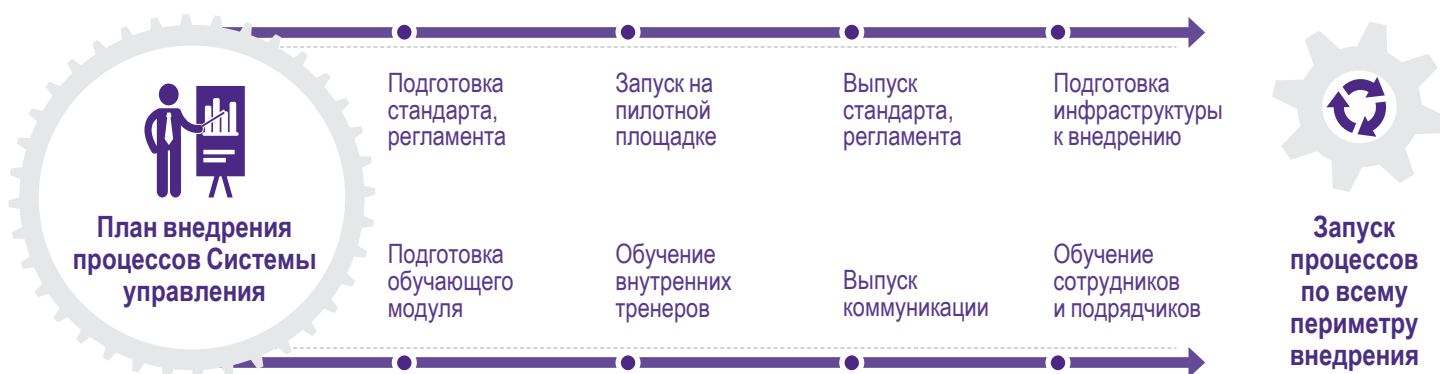 План внедрения
процессов Системы
управления
Подготовка
стандарта,
регламента
Запуск на
пилотной
площадке
Выпуск
стандарта,
регламента
Подготовка
инфраструктуры
к внедрению
Подготовка
обучающего
модуля
Обучение
внутренних
тренеров
Выпуск
коммуникации
Обучение
сотрудников
и подрядчиков
Запуск
процессов
по всему
периметру
внедрения